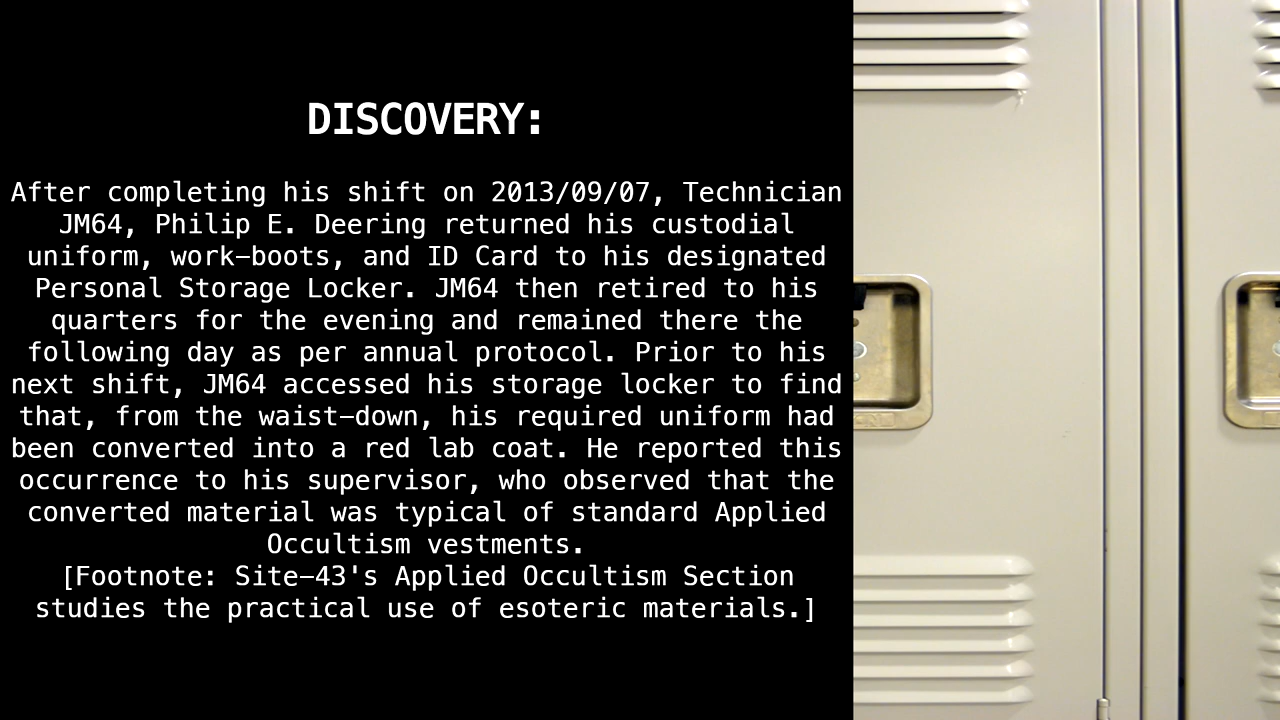 DISCOVERY:
After completing his shift on 2013/09/07, Technician
JM64, Philip E. Deering returned his custodial
uniform, work-boots, and ID Card to his designated
Personal Storage Locker. JM64 then retired to his
quarters for the evening and remained there the
following day as per annual protocol. Prior to his
next shift, JM64 accessed his storage locker to find
that, from the waist-down, his required uniform had
been converted into a red lab coat. He reported this
occurrence to his supervisor, who observed that the
converted material was typical of standard Applied
Occultism vestments.
[Footnote: Site-43's Applied Occultism Section
studies the practical use of esoteric materials.]